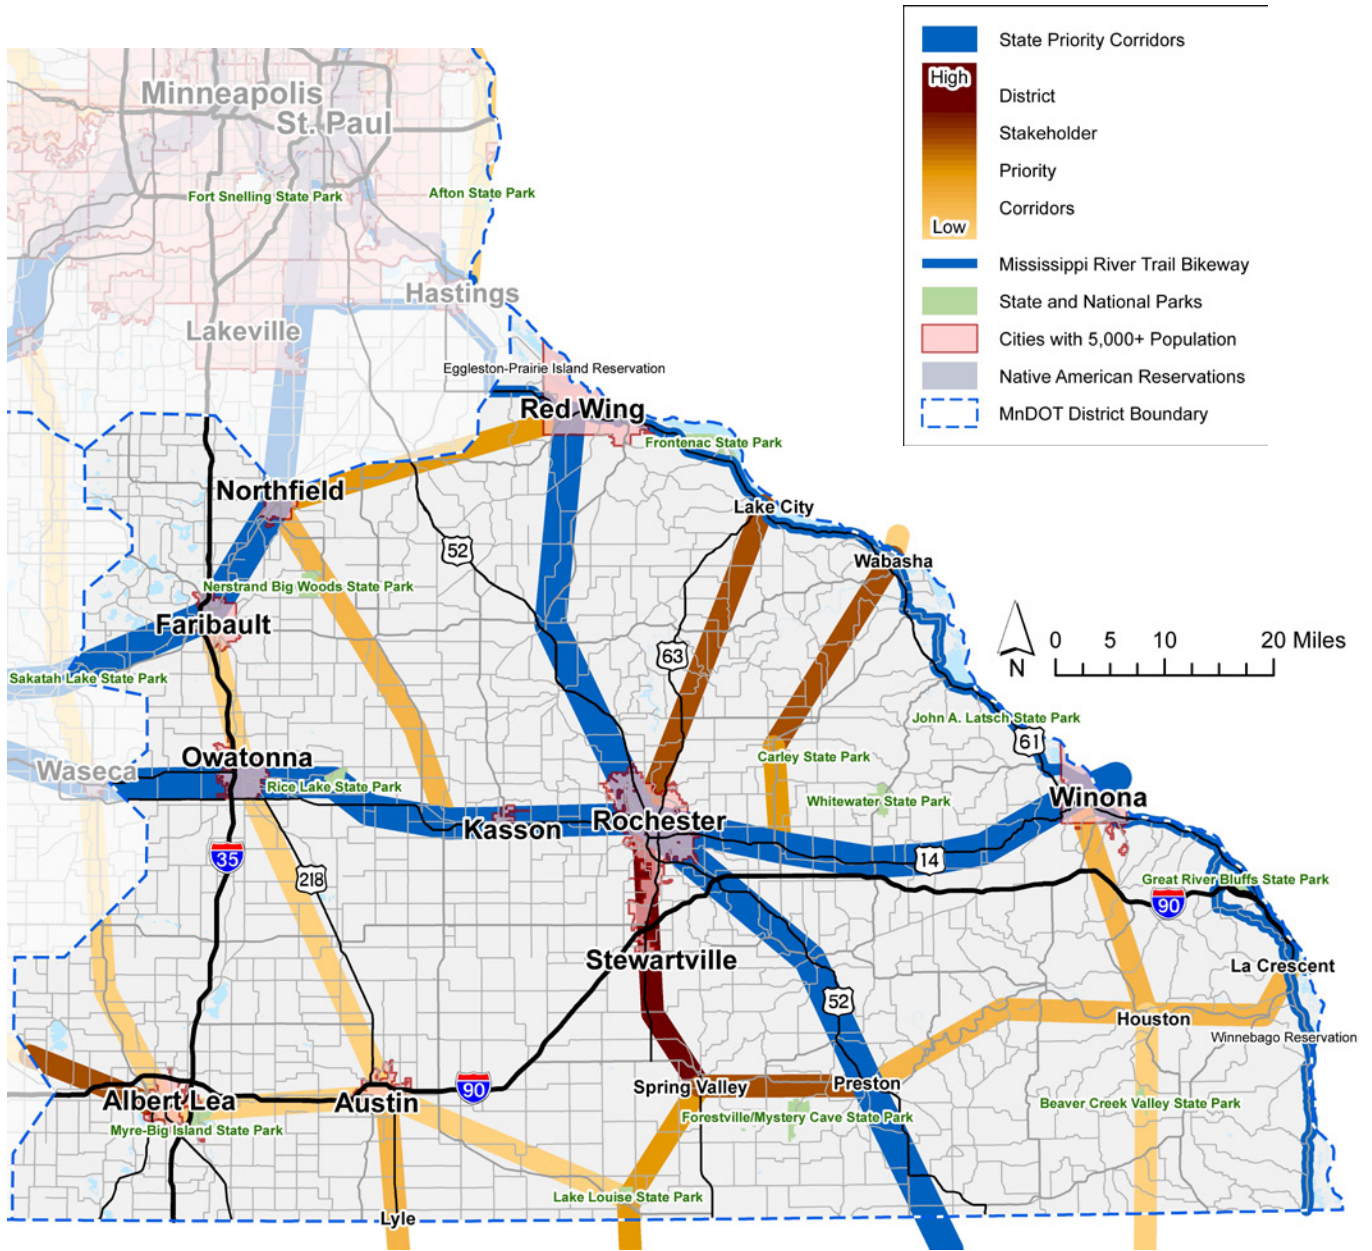 State Priority Corridors
High
District
Stakeholder
Priority
Corridors
Low
Mississippi River Trail Bikeway
State and National Parks
Cities with 5,000+ Population
Native American Reservations
MnDOT District Boundary
Minneapolis
St. Paul
Fort Snelling State Park
Afton State Park
Hastings
Lakeville
Eggleston-Prairie Island Reservation
Red Wing
Frontenac State Park
Northfield
Lake City
52
Wabasha
Nerstrand Big Woods State Park
Faribault
63
N
0 5 10 20 Miles
Sakatah Lake State Park
John A. Latsch State Park
61
Owatonna
Carley State Park
Waseca
Rice Lake State Park
Whitewater State Park
Winona
Kasson
Rochester
35
14
218
Great River Bluffs State Park
90
Stewartville
La Crescent
52
Houston
Winnebago Reservation
90
Spring Valley
Preston
Albert Lea
Austin
Beaver Creek Valley State Park
Forestville/Mystery Cave State Park
Myre-Big Island State Park
Lake Louise State Park
Lyle